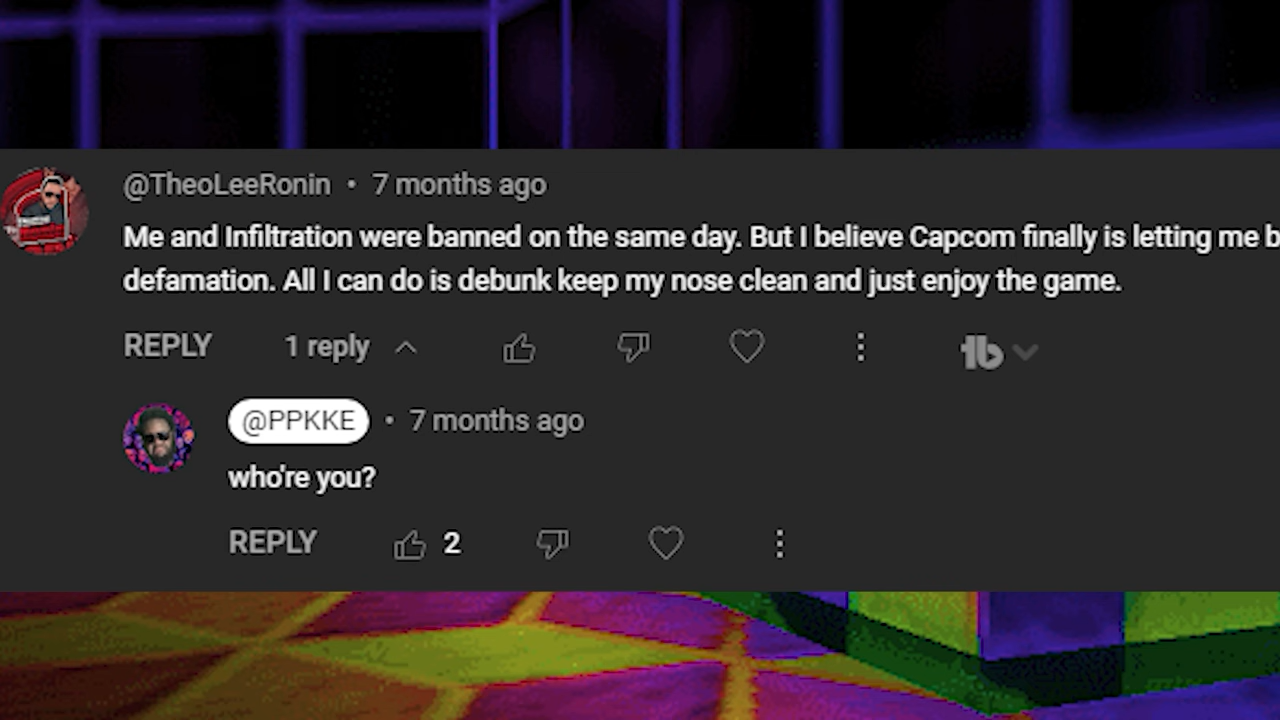 @TheoLeeRonin • 7 months ago
Me and Infiltration were banned on the same day. But I believe Capcom finally is letting me b
defamation. All I can do is debunk keep my nose clean and just enjoy the game.
REPLY 1 reply
@PPKKE • 7 months ago
who're you?
REPLY 2